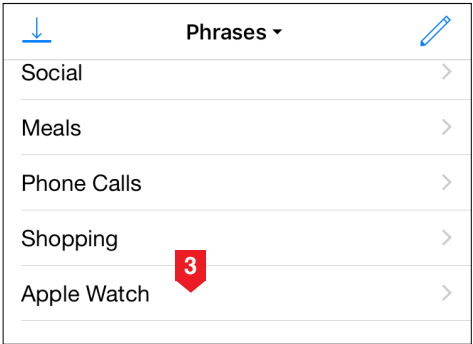 Phrases
Social
Meals
Phone Calls
Shopping
3
Apple Watch